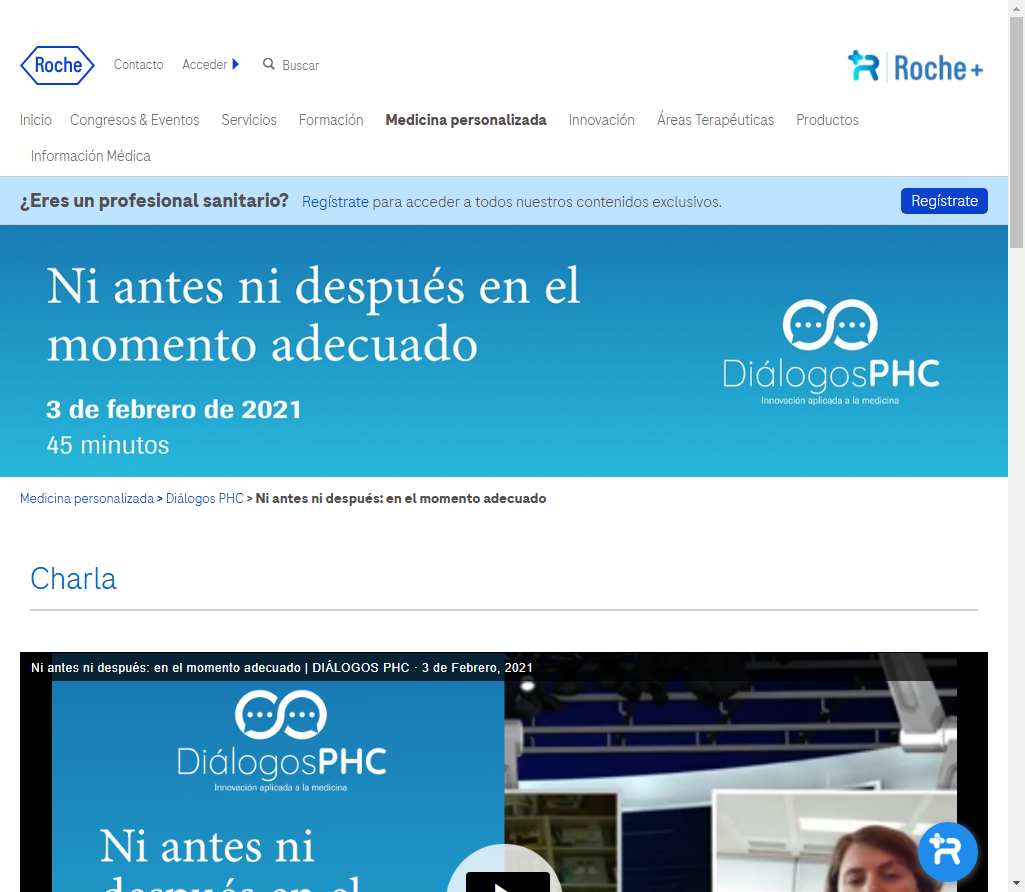 Roche
Contacto
Acceder
Buscar
Roche+
Inicio
Congresos & Eventos
Servicios
Formación
Medicina personalizada
Innovación
Áreas Terapéuticas
Productos
Información Médica
¿Eres un profesional sanitario?
Regístrate para acceder a todos nuestros contenidos exclusivos.
Regístrate
Ni antes ni después en el
momento adecuado
3 de febrero de 2021
45 minutos
DiálogosPHC
Innovación aplicada a la medicina
Medicina personalizada > Diálogos PHC > Ni antes ni después: en el momento adecuado
Charla
Ni antes ni después: en el momento adecuado | DIÁLOGOS PHC · 3 de Febrero, 2021
DiálogosPHC
Innovación aplicada a la medicina
Ni antes ni
después en el